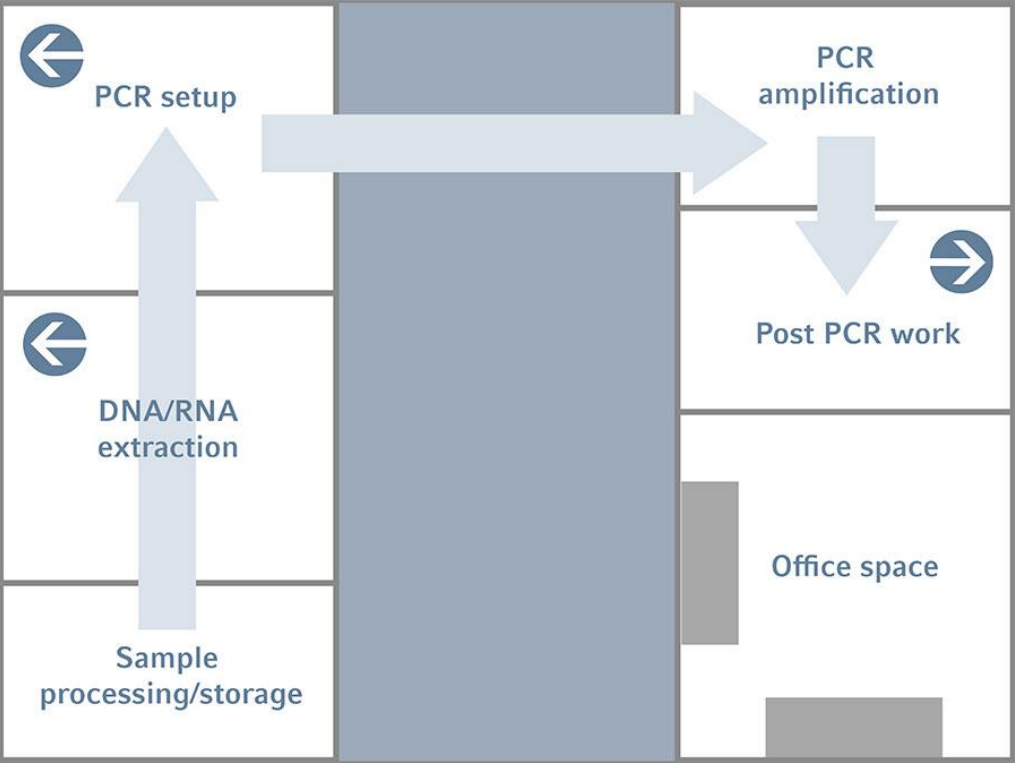 PCR setup
DNA/RNA
extraction
Sample
processing/storage
PCR
amplification
Post PCR work
Office space